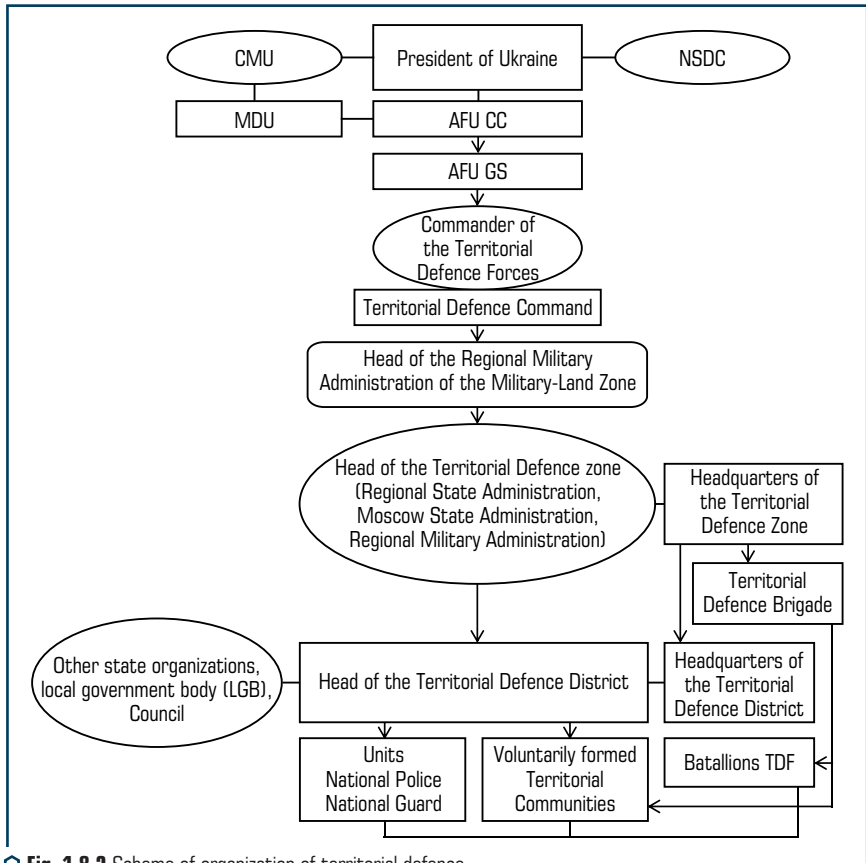 CMU
President of Ukraine
NSDC
MDU
AFU CC
AFU GS
Commander of
the Territorial
Defence Forces
Territorial Defence Command
Head of the Regional Military
Administration of the Military-Land Zone
Head of the Territorial Defence zone
(Regional State Administration,
Moscow State Administration,
Regional Military Administration)
Headquarters of
the Territorial
Defence Zone
Territorial
Defence Brigade
Other state organizations,
local government body (LGB),
Council
Head of the Territorial Defence District
Headquarters of
the Territorial
Defence District
Units
National Police
National Guard
Voluntarily formed
Territorial
Communities
Batallions TDF
Fig. 1.8.2 Scheme of organization of territorial defence